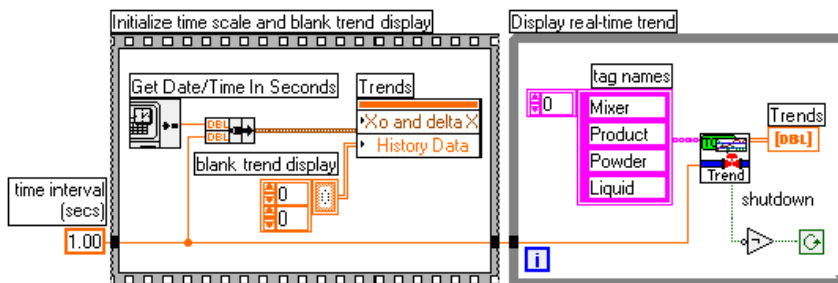 Initialize time scale and blank trend display
Display real-time trend
Get Date/Time In Seconds
Trends
DBL
DBL
Xo and delta X
History Data
blank trend display
0
0
0
time interval
(secs)
1.00
tag names
0
Mixer
Product
Powder
Liquid
Trend
Trends
[DBL]
shutdown
i